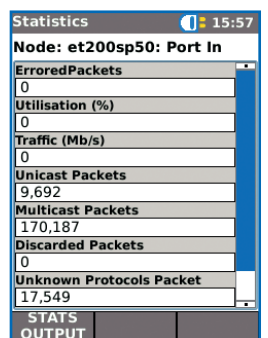 Statistics 15:57
Node: et200sp50: Port In
ErroredPackets
0
Utilisation (%)
0
Traffic (Mb/s)
0
Unicast Packets
9,692
Multicast Packets
170,187
Discarded Packets
0
Unknown Protocols Packet
17,549
STATS
OUTPUT